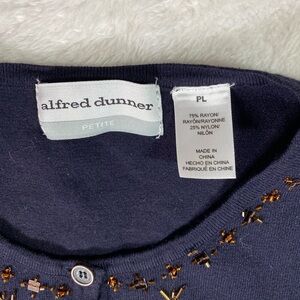 alfred dunner
PETITE
PL
75% RAYON/
RAYÓN/RAYONNE
25% NYLON/
NILÓN
MADE IN
CHINA
HECHO EN CHINA
FABRIQUÉ EN CHINE